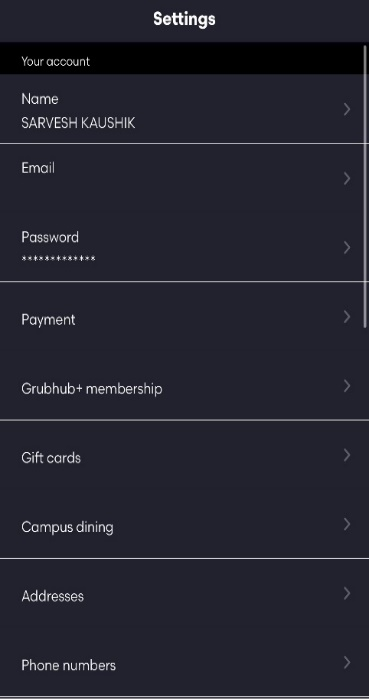 Settings
Your account
Name
SARVESH KAUSHIK
Email
Password
*************
Payment
Grubhub+ membership
Gift cards
Campus dining
Addresses
Phone numbers